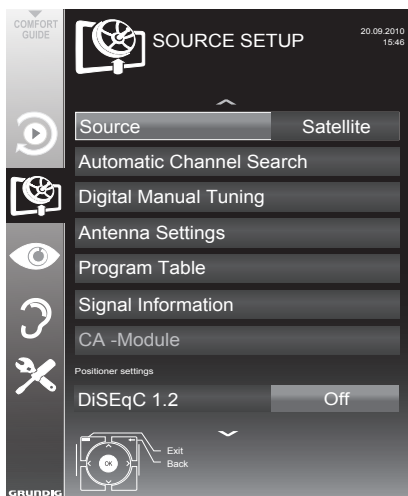 COMFORT
GUIDE
SOURCE SETUP
20.09.2010
15:46
Source Satellite
Automatic Channel Search
Digital Manual Tuning
Antenna Settings
Program Table
Signal Information
CA -Module
Positioner settings
DiSEqC 1.2 Off
Exit
Back
OK
GRUNDIG